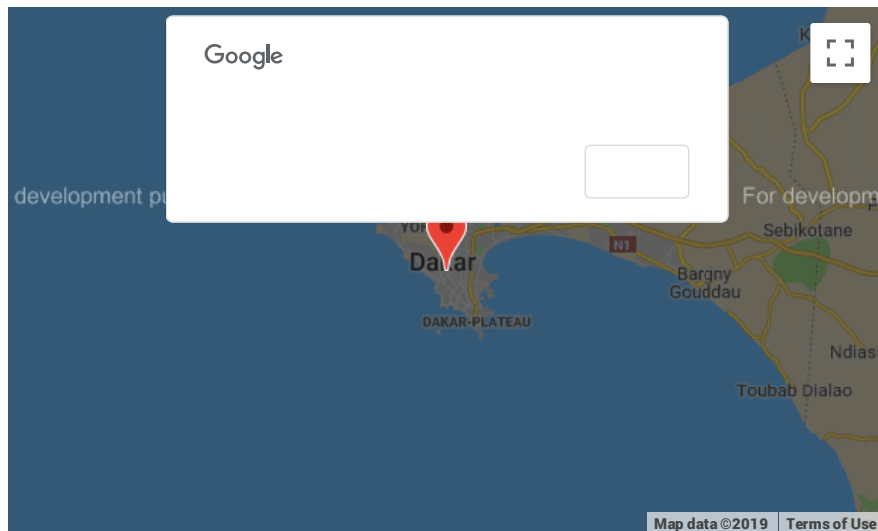 Google
development pu
For developm
Sebikotane
N1
Dakar
Bargny
Gouddau
DAKAR-PLATEAU
Ndias
Toubab Dialao
Map data ©2019
Terms of Use